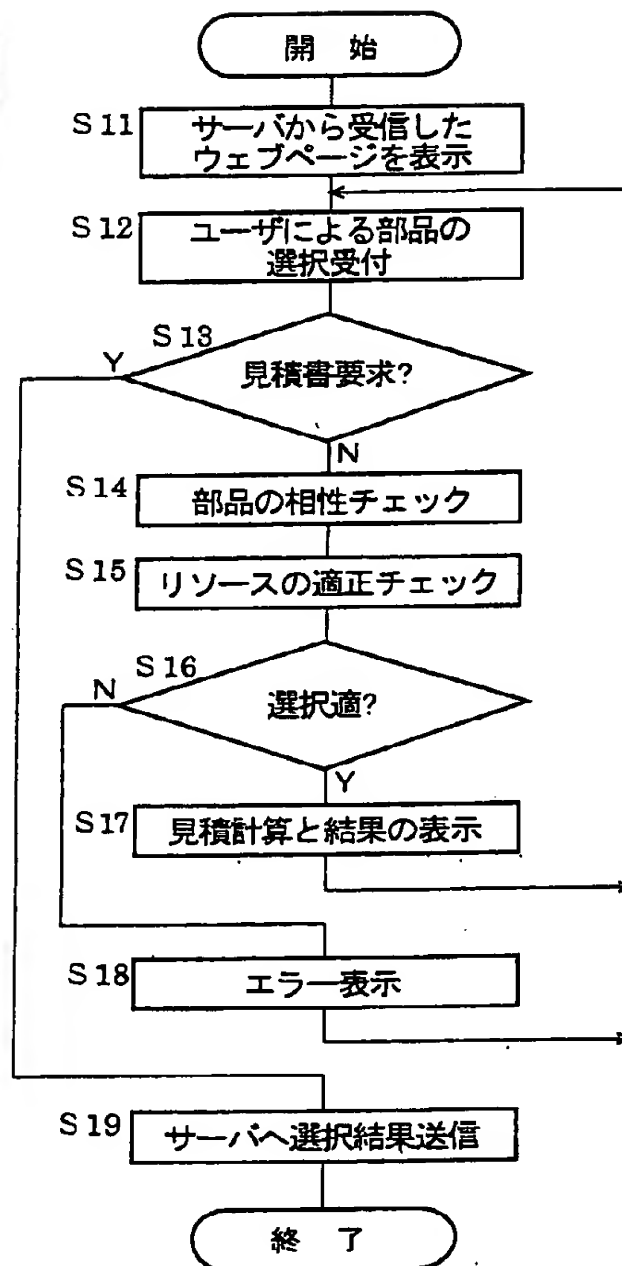 開 始
S11
サーバから受信した
ウェブページを表示
S12
ユーザによる部品の
選択受付
S13
Y
見積書要求?
N
S14
部品の相性チェック
S15
リソースの適正チェック
S16
N
選択適?
Y
S17
見積計算と結果の表示
S18
エラー表示
S19
サーバへ選択結果送信
終 了